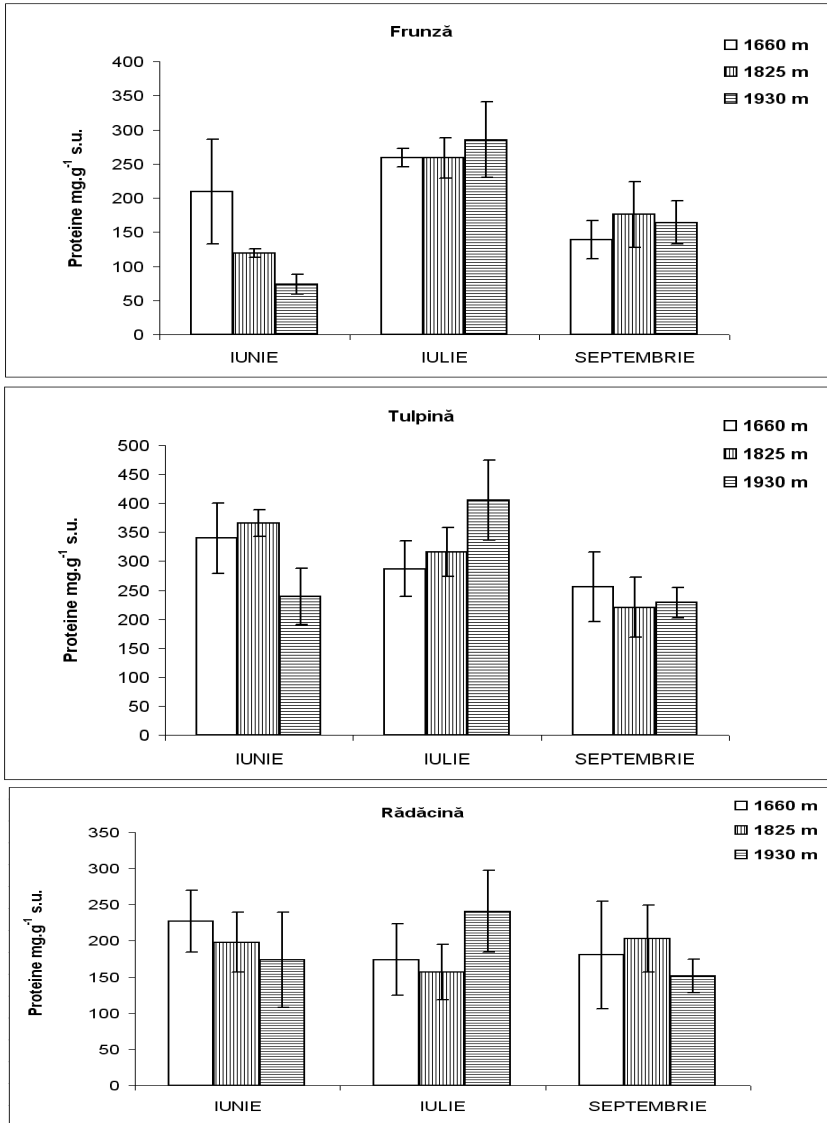 Frunză
1660 m
1825 m
1930 m
Proteine mg.g⁻¹ s.u.
400
350
300
250
200
150
100
50
0
IUNIE IULIE SEPTEMBRIE
Tulpină
1660 m
1825 m
1930 m
Proteine mg.g⁻¹ s.u.
500
450
400
350
300
250
200
150
100
50
0
IUNIE IULIE SEPTEMBRIE
Rădăcină
1660 m
1825 m
1930 m
Proteine mg.g⁻¹ s.u.
350
300
250
200
150
100
50
0
IUNIE IULIE SEPTEMBRIE